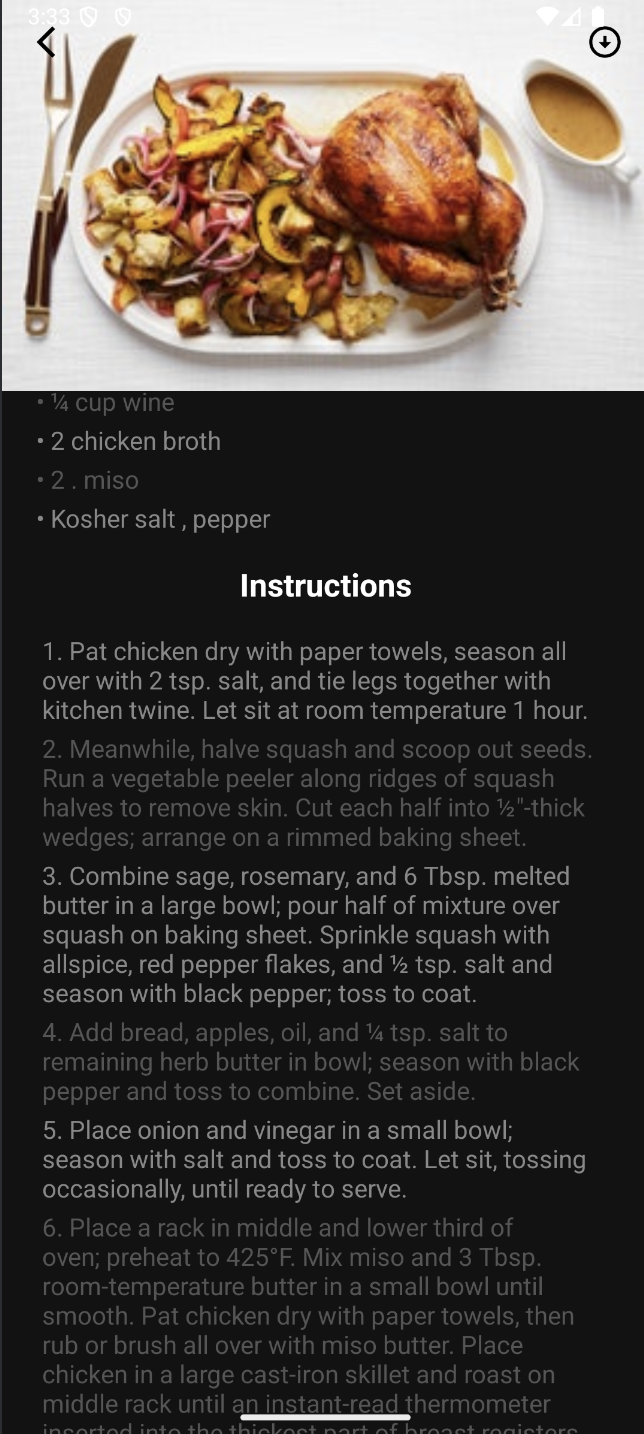 3:33
• ¼ cup wine
• 2 chicken broth
• 2 . miso
• Kosher salt , pepper
Instructions
1. Pat chicken dry with paper towels, season all
over with 2 tsp. salt, and tie legs together with
kitchen twine. Let sit at room temperature 1 hour.
2. Meanwhile, halve squash and scoop out seeds.
Run a vegetable peeler along ridges of squash
halves to remove skin. Cut each half into ½"-thick
wedges; arrange on a rimmed baking sheet.
3. Combine sage, rosemary, and 6 Tbsp. melted
butter in a large bowl; pour half of mixture over
squash on baking sheet. Sprinkle squash with
allspice, red pepper flakes, and ½ tsp. salt and
season with black pepper; toss to coat.
4. Add bread, apples, oil, and ¼ tsp. salt to
remaining herb butter in bowl; season with black
pepper and toss to combine. Set aside.
5. Place onion and vinegar in a small bowl;
season with salt and toss to coat. Let sit, tossing
occasionally, until ready to serve.
6. Place a rack in middle and lower third of
oven; preheat to 425°F. Mix miso and 3 Tbsp.
room-temperature butter in a small bowl until
smooth. Pat chicken dry with paper towels, then
rub or brush all over with miso butter. Place
chicken in a large cast-iron skillet and roast on
middle rack until an instant-read thermometer
inserted into the thickest part of breast registers